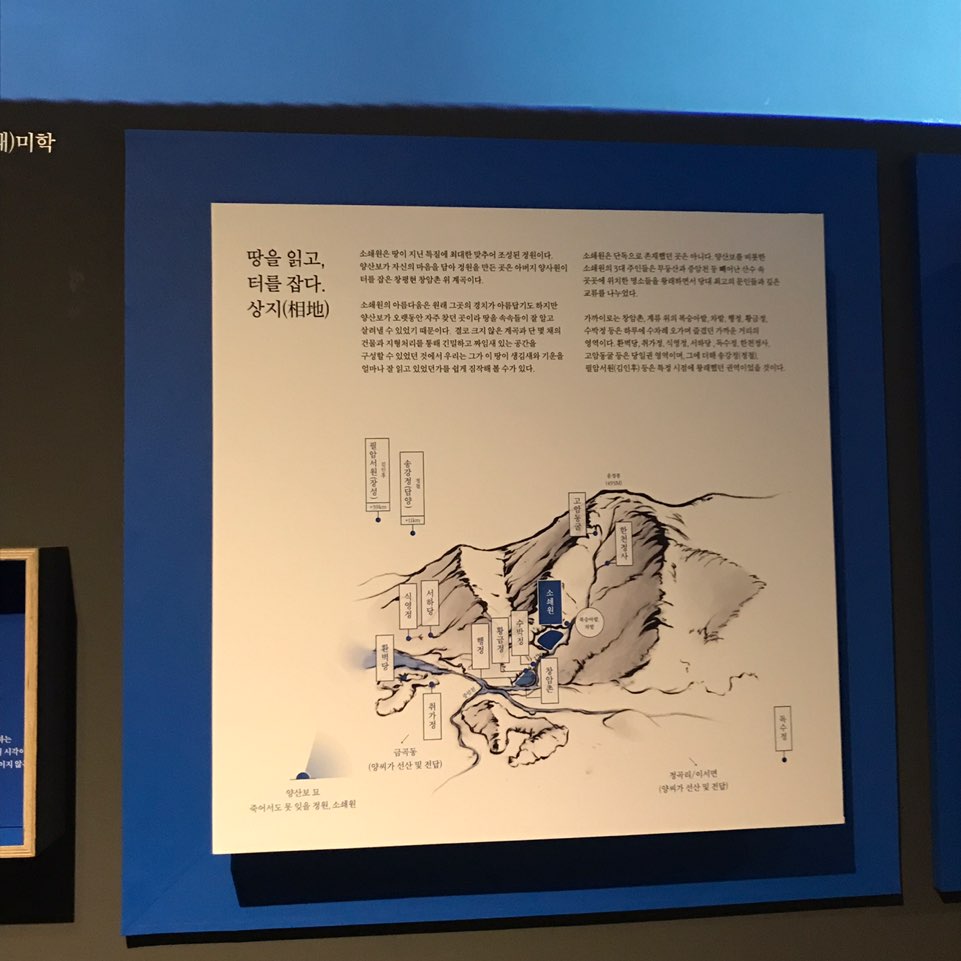 미학
땅을 읽고,
터를 잡다.
상지(相地)
소쇄원은 땅이 지닌 특질에 최대한 맞추어 조성된 정원이다.
양산보가 자신의 마음을 담아 정원을 만든 곳은 아버지 양사원이
터를 잡은 창평현 창암촌 위 계곡이다.
소쇄원의 아름다움은 원래 그곳의 경치가 아름답기도 하지만
양산보가 오랫동안 자주 찾던 곳이라 땅을 속속들이 잘 알고
살려낼 수 있었기 때문이다. 결코 크지 않은 계곡과 단 몇 채의
건물과 지형처리를 통해 긴밀하고 짜임새 있는 공간을
구성할 수 있었던 것에서 우리는 그가 이 땅이 생김새와 기운을
얼마나 잘 읽고 있었던가를 쉽게 짐작해 볼 수가 있다.
소쇄원은 단독으로 존재했던 곳은 아니다. 양산보를 비롯한
소쇄원의 3대 주인들은 무등산과 증암천 등 빼어난 산수 속
곳곳에 위치한 명소들을 왕래하면서 당대 최고의 문인들과 깊은
교류를 나누었다.
가까이로는 창암촌, 계류 위의 복숭아밭, 차밭, 행정, 황금정,
수박정 등은 하루에 수차례 오가며 즐겼던 가까운 거리의
영역이다. 환벽당, 취가정, 식영정, 서하당, 독수정, 한천정사,
고암동굴 등은 당일권 영역이며, 그에 더해 송강정(정철),
필암서원(김인후) 등은 특정 시점에 왕래했던 권역이었을 것이다.
필암서원(장성)
김인후
송강정(담양)
정철
+11km
고암동굴
한천정사
식영정
서하당
소쇄원
복숭아밭,
차밭
환벽당
행정
황금정
수박정
창암촌
취가정
독수정
금곡동
(양씨가 선산 및 전답)
정곡리/이서면
(양씨가 선산 및 전답)
양산보 묘
죽어서도 못 잊을 정원, 소쇄원
하는
시각이